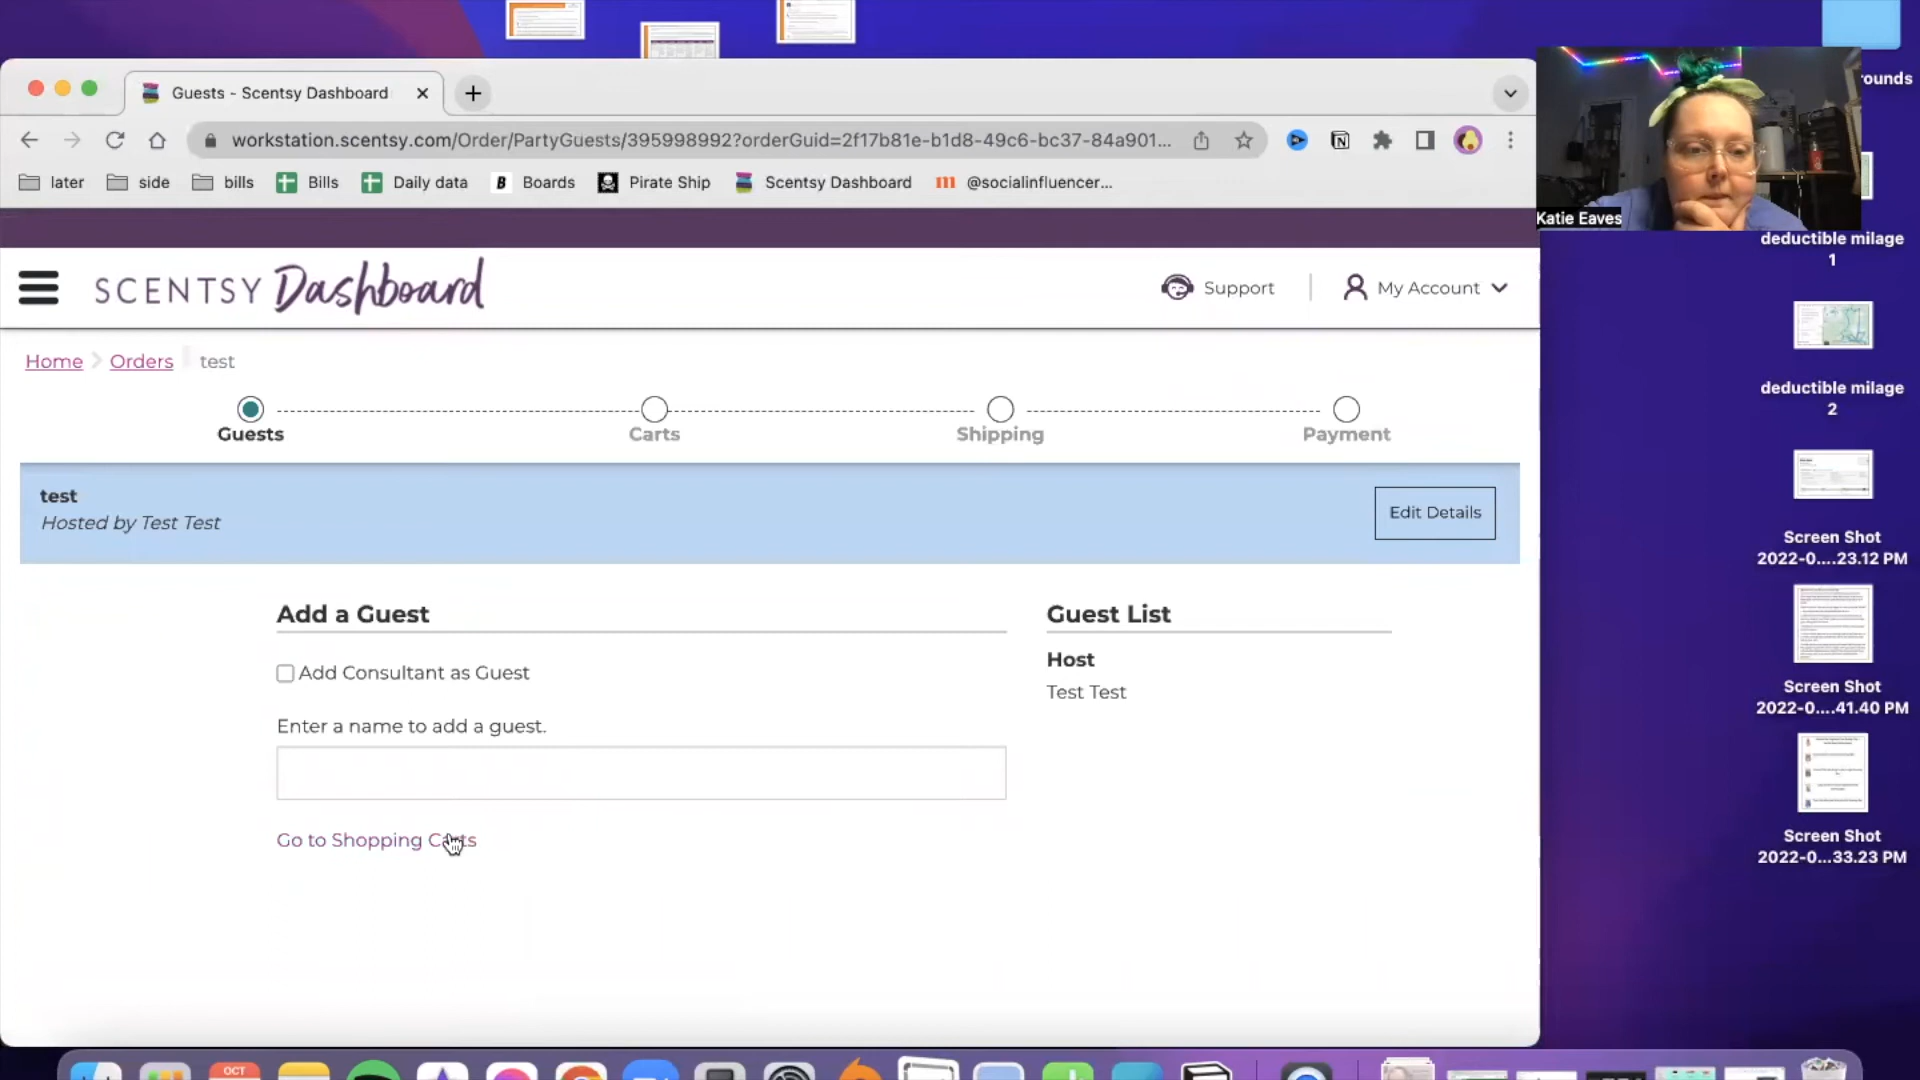 Guests - Scentsy Dashboard
workstation.scentsy.com/Order/PartyGuests/395998992?orderGuid=2f17b81e-b1d8-49c6-bc37-84a901...
later
side
bills
Bills
Daily data
Boards
Pirate Ship
Scentsy Dashboard
@socialinfluencer...
SCENTSY Dashboard
Support
My Account
Home
Orders
test
Guests
Carts
Shipping
Payment
test
Hosted by Test Test
Edit Details
Add a Guest
Add Consultant as Guest
Enter a name to add a guest.
Go to Shopping Carts
Guest List
Host
Test Test
Katie Eaves
rounds
deductible milage
1
deductible milage
2
Screen Shot
2022-0....23.12 PM
Screen Shot
2022-0....41.40 PM
Screen Shot
2022-0...33.23 PM
OCT